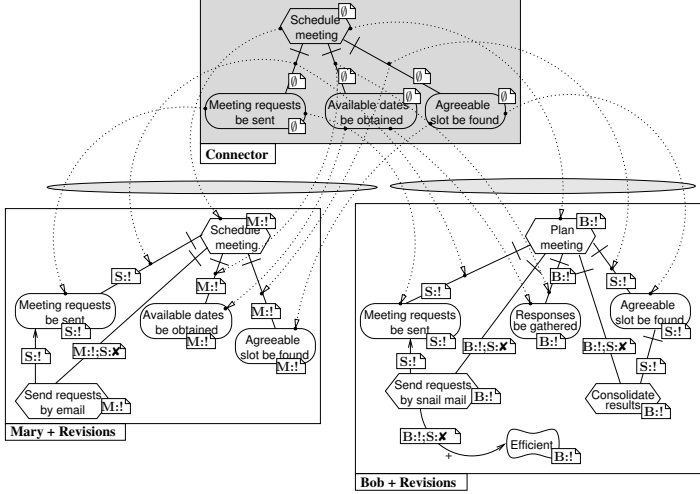 ∅
Schedule
meeting
∅
∅
∅
Meeting requests
be sent
∅
Available dates
be obtained
∅
Agreeable
slot be found
∅
Connector
M:!
Schedule
meeting
S:!
M:!
M:!
Meeting requests
be sent
S:!
Available dates
be obtained
M:!
Agreeable
slot be found
M:!
S:!
M:!;S:✘
Send requests
by email
M:!
Mary + Revisions
B:!
Plan
meeting
S:!
B:!
S:!
Meeting requests
be sent
S:!
Responses
be gathered
B:!
Agreeable
slot be found
S:!
S:!
B:!;S:✘
B:!;S:✘
S:!
Send requests
by snail mail
B:!
Consolidate
results
B:!
B:!;S:✘
+
Efficient
B:!
Bob + Revisions